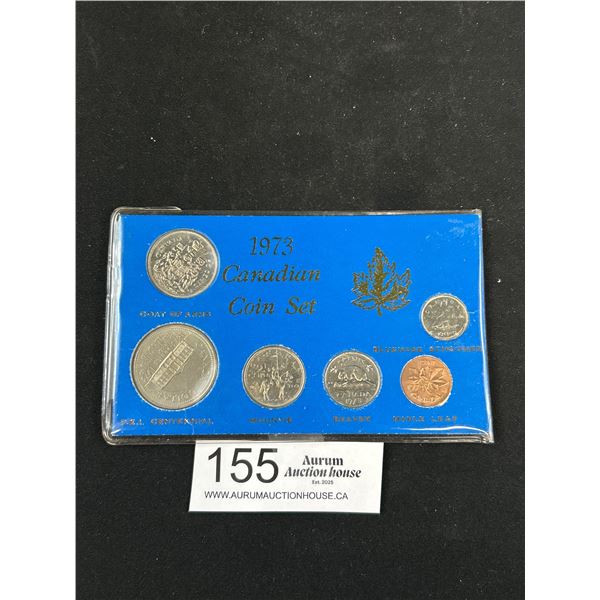 1973
Canadian
Coin Set
COAT OF ARMS
P.E.I. CENTENNIAL
BEAVER
MAPLE LEAF
CANADA
155
Aurum
Auction house
Est. 2025
WWW.AURUMAUCTIONHOUSE.CA